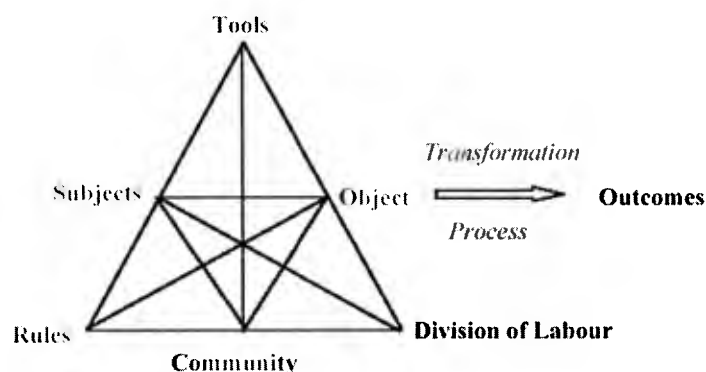 Tools
Transformation
Subjects
Object
Outcomes
Process
Rules
Division of Labour
Community